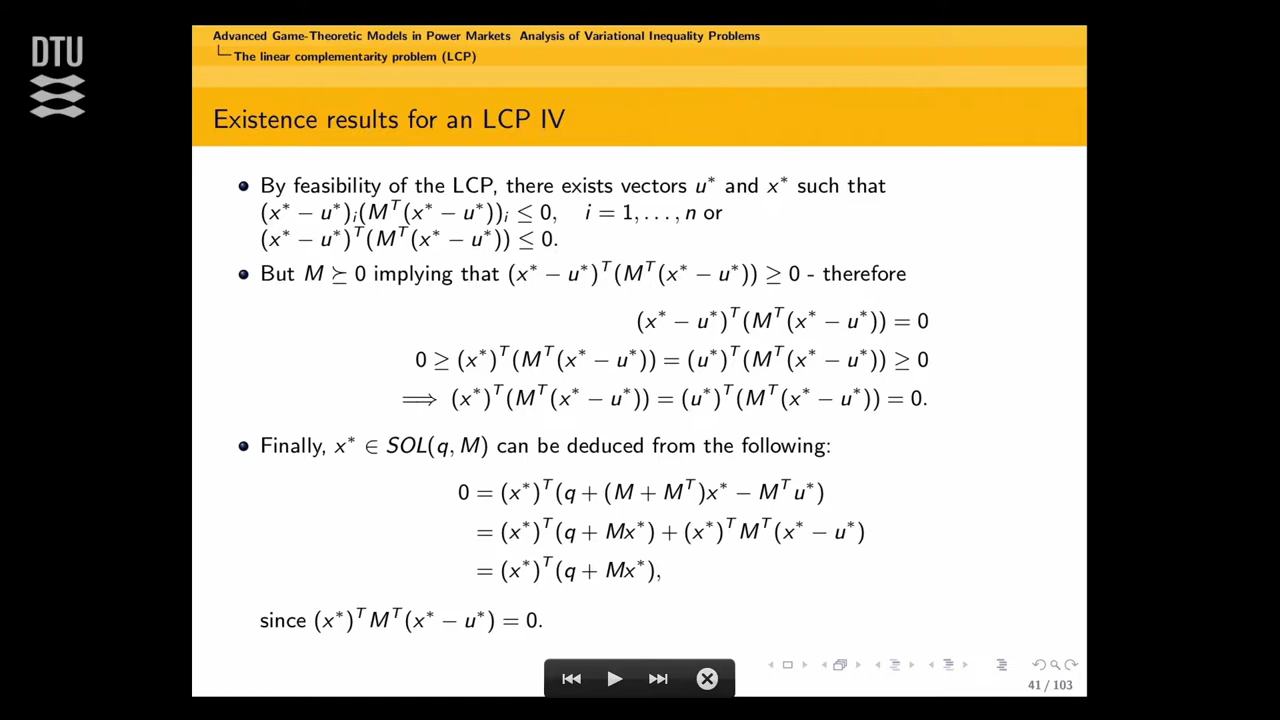 DTU
Advanced Game-Theoretic Models in Power Markets Analysis of Variational Inequality Problems
The linear complementarity problem (LCP)
Existence results for an LCP IV
By feasibility of the LCP, there exists vectors u* and x* such that
(x* − u*)ᵢ(Mᵀ(x* − u*))ᵢ ≤ 0, i = 1, . . . , n or
(x* − u*)ᵀ(Mᵀ(x* − u*)) ≤ 0.
But M ⪰ 0 implying that (x* − u*)ᵀ(Mᵀ(x* − u*)) ≥ 0 - therefore
(x* − u*)ᵀ(Mᵀ(x* − u*)) = 0
0 ≥ (x*)ᵀ(Mᵀ(x* − u*)) = (u*)ᵀ(Mᵀ(x* − u*)) ≥ 0
⟹ (x*)ᵀ(Mᵀ(x* − u*)) = (u*)ᵀ(Mᵀ(x* − u*)) = 0.
Finally, x* ∈ SOL(q, M) can be deduced from the following:
0 = (x*)ᵀ(q + (M + Mᵀ)x* − Mᵀu*)
= (x*)ᵀ(q + Mx*) + (x*)ᵀMᵀ(x* − u*)
= (x*)ᵀ(q + Mx*),
since (x*)ᵀMᵀ(x* − u*) = 0.
41 / 103